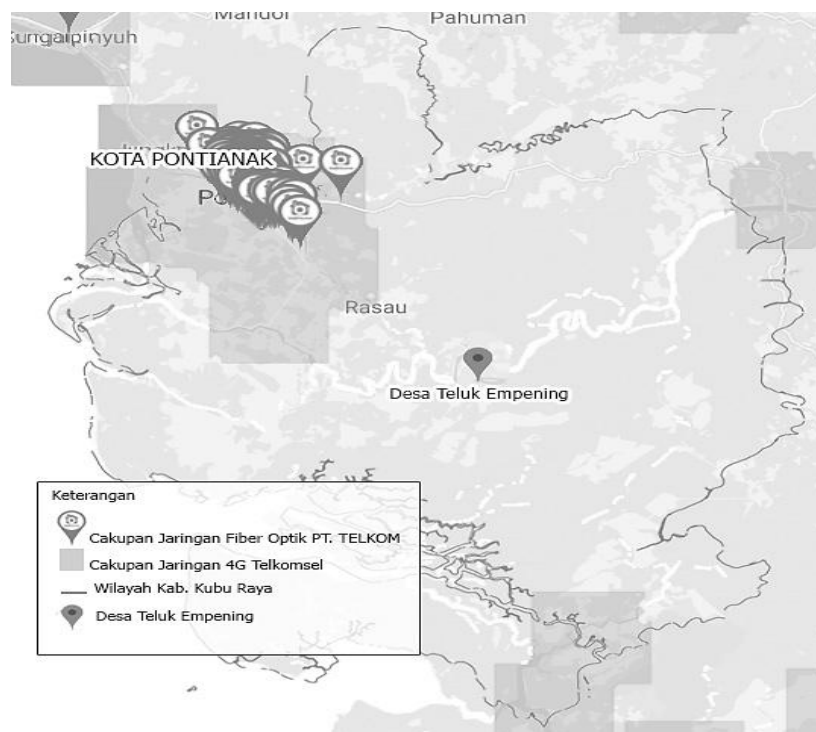 Mandor
Pahuman
Sungaipinyuh
KOTA PONTIANAK
Rasau
Desa Teluk Empening
Keterangan
Cakupan Jaringan Fiber Optik PT. TELKOM
Cakupan Jaringan 4G Telkomsel
Wilayah Kab. Kubu Raya
Desa Teluk Empening